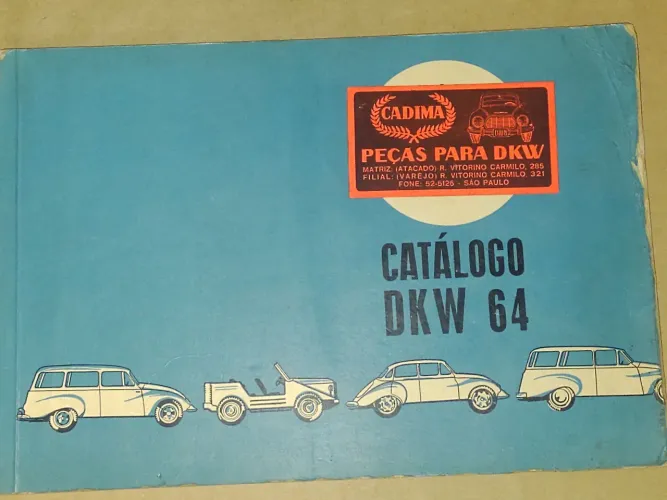 CADIMA
PEÇAS PARA DKW
MATRIZ: (ATACADO) R. VITORINO CARMILO, 285
FILIAL: (VAREJO) R. VITORINO CARMILO, 321
FONE: 52-5126 - SÃO PAULO
CATÁLOGO
DKW 64